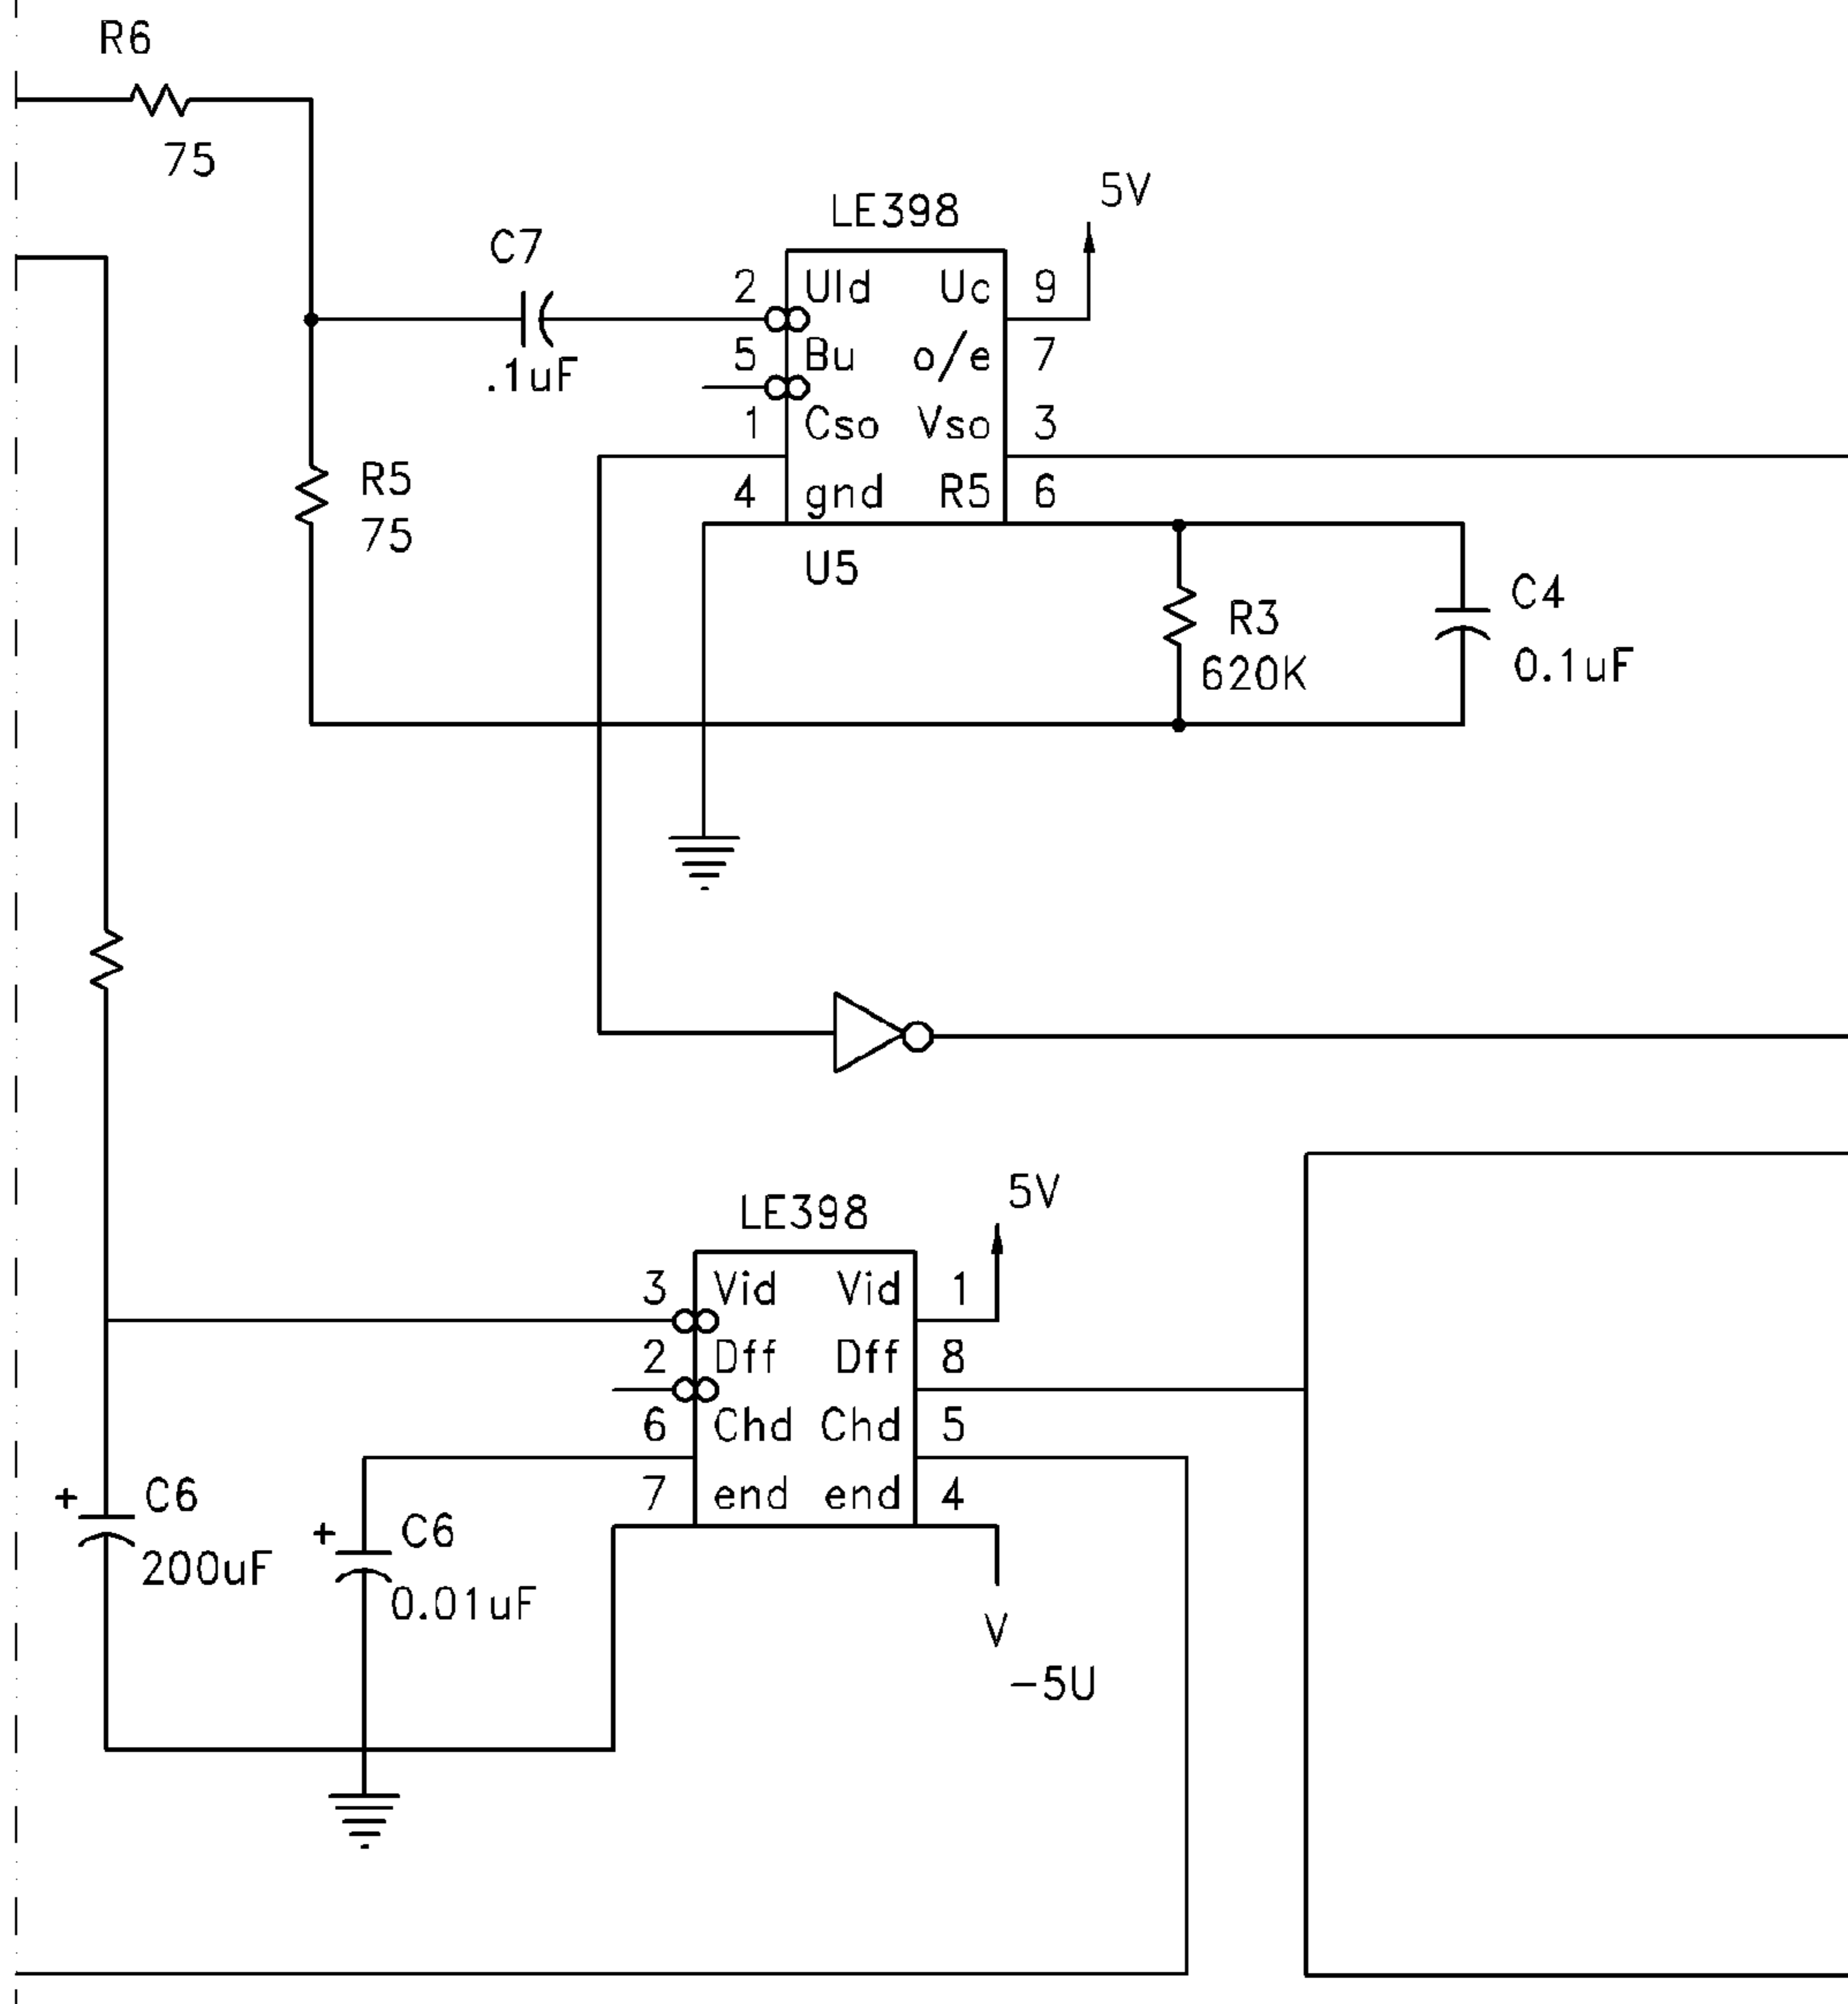 R6
75
5V
LE398
C7
2 Uld Uc 9
5 Bu o/e 7
.1uF
1 Cso Vso 3
R5
75
4 gnd R5 6
U5
C4
R3
0.1uF
620K
5V
LE398
3 Vid Vid 1
2 Dff Dff 8
6 Chd Chd 5
+ C6
7 end end 4
+ C6
200uF
0.01uF
V
-5U